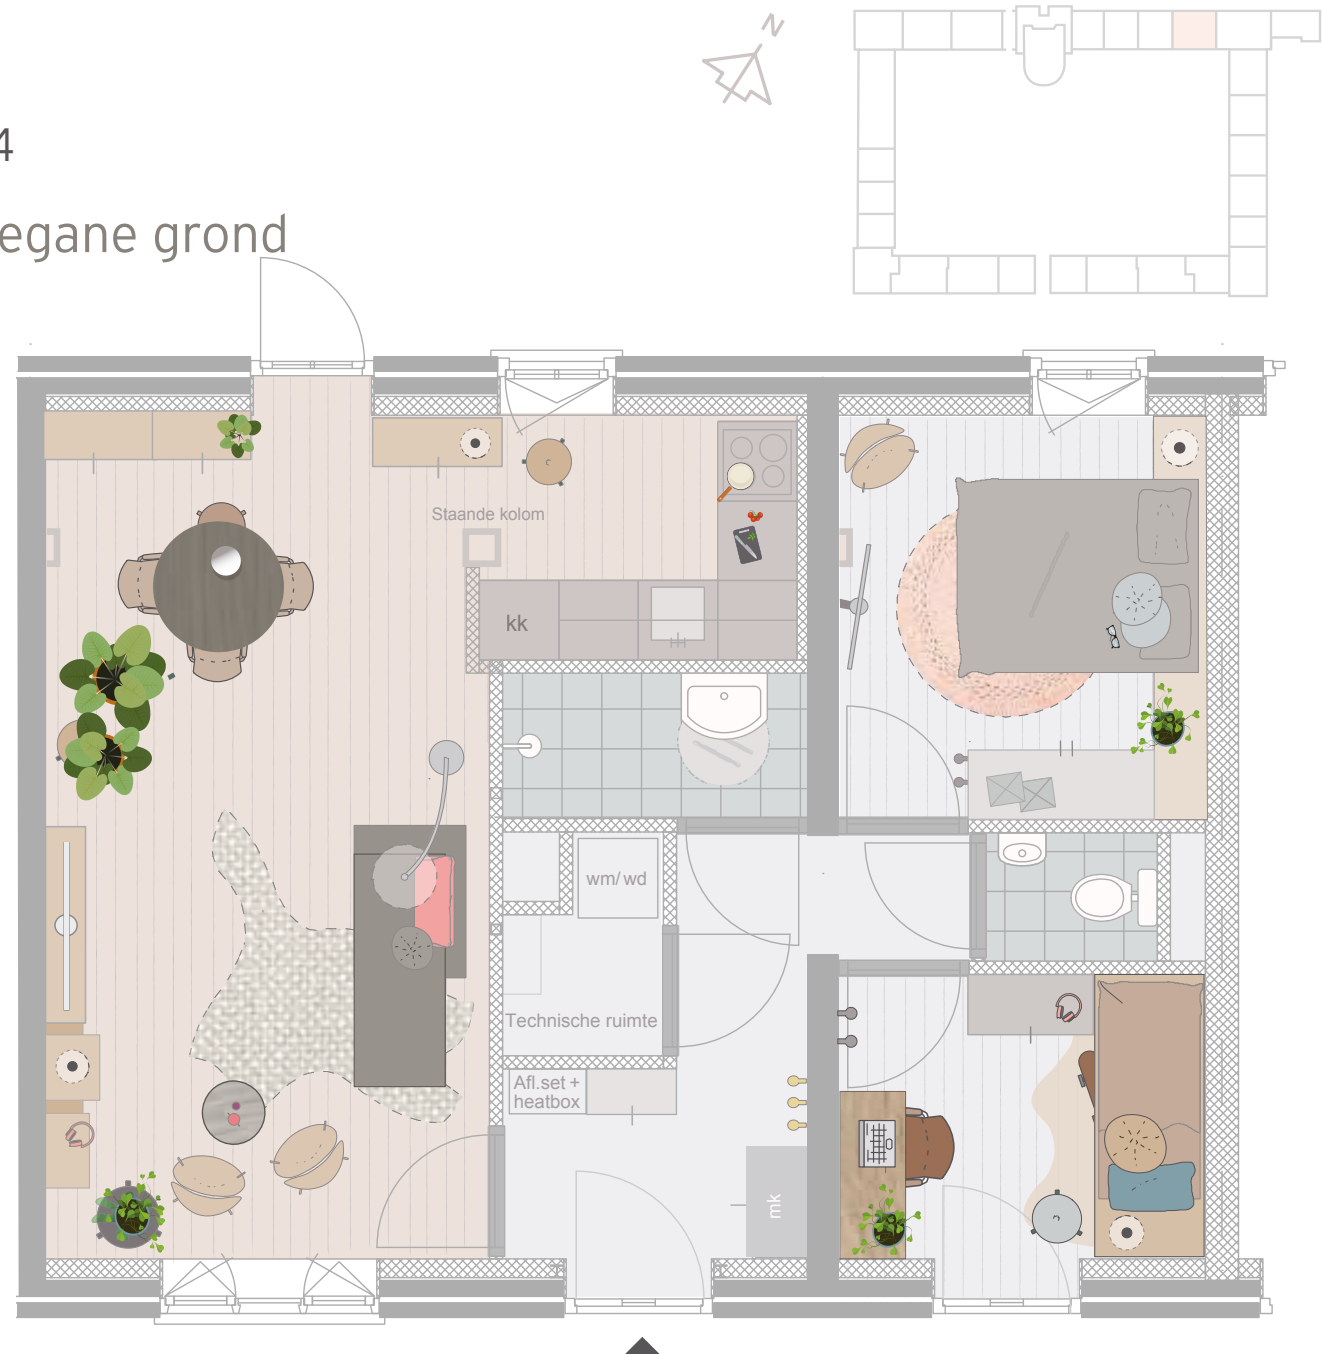 N
4
egane grond
Staande kolom
kk
wm/wd
Technische ruimte
Afl.set +
heatbox
mk